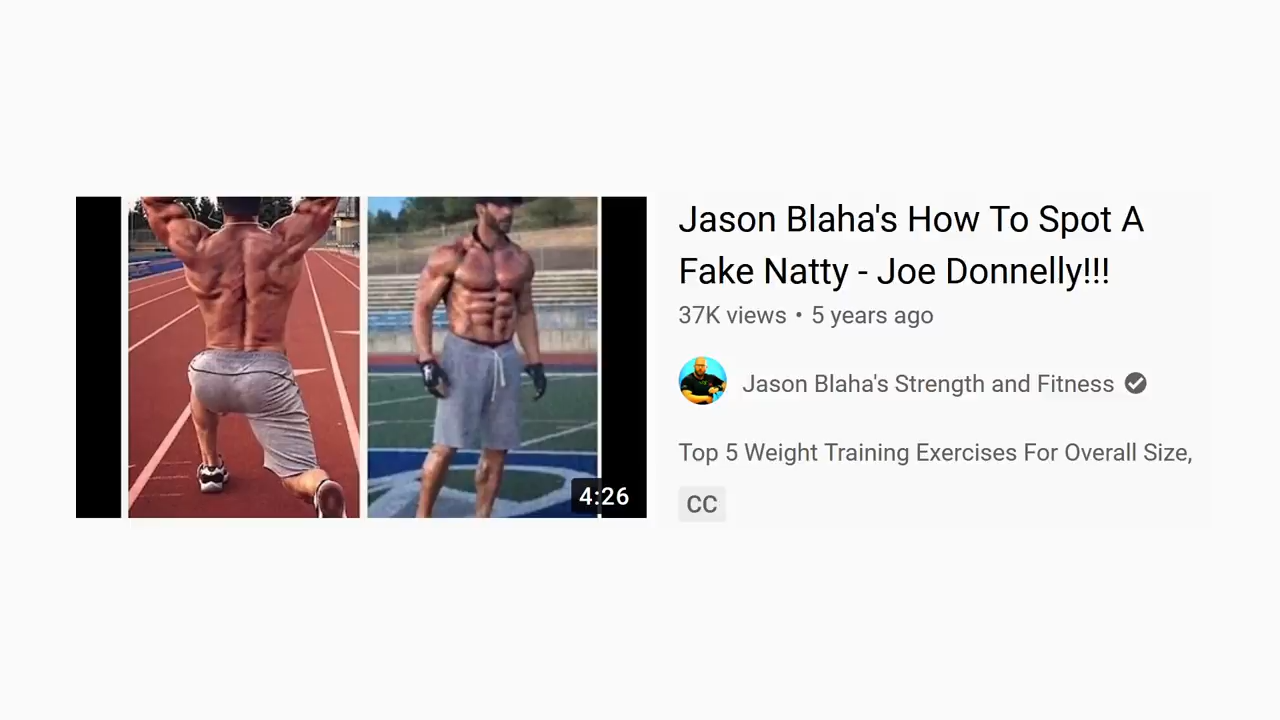 Jason Blaha's How To Spot A
Fake Natty - Joe Donnelly!!!
37K views • 5 years ago
Jason Blaha's Strength and Fitness
Top 5 Weight Training Exercises For Overall Size,
CC
4:26